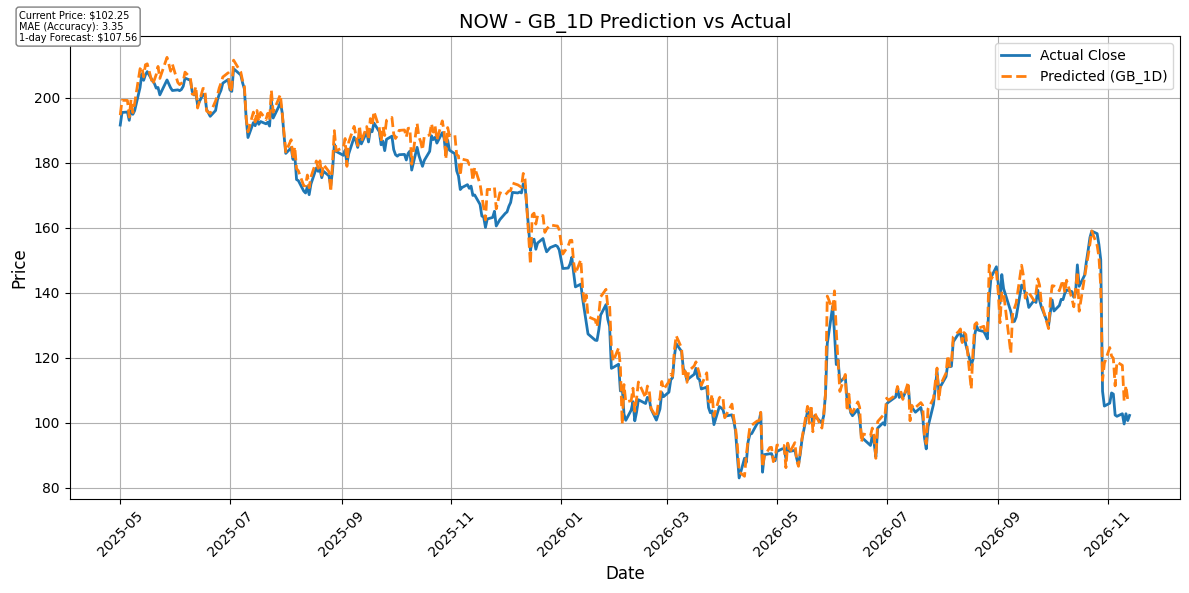 Current Price: $102.25
MAE (Accuracy): 3.35
1-day Forecast: $107.56
NOW - GB_1D Prediction vs Actual
Actual Close
Predicted (GB_1D)
Price
200
180
160
140
120
100
80
2025-05
2025-07
2025-09
2025-11
2026-01
2026-03
2026-05
2026-07
2026-09
2026-11
Date